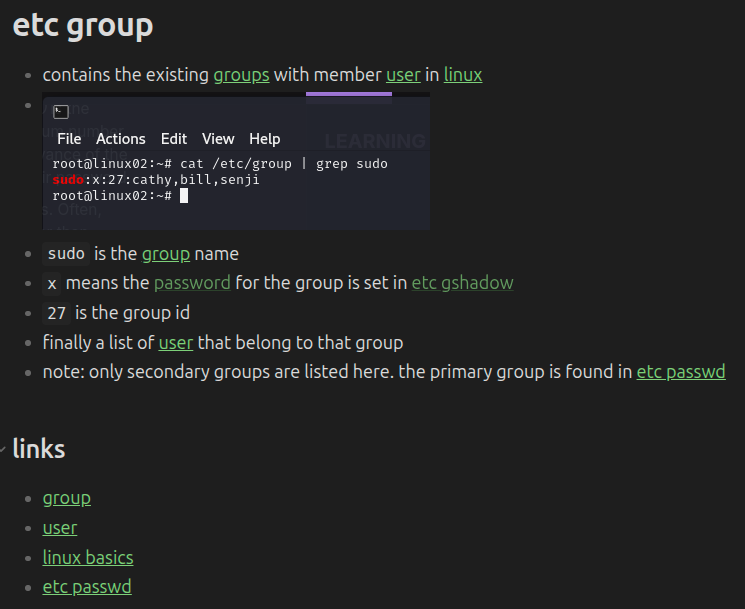 etc group
contains the existing groups with member user in linux
LEARNING
File Actions Edit View Help
root@linux02:~# cat /etc/group | grep sudo
sudo:x:27:cathy,bill,senji
root@linux02:~#
sudo is the group name
x means the password for the group is set in etc gshadow
27 is the group id
finally a list of user that belong to that group
note: only secondary groups are listed here. the primary group is found in etc passwd
links
group
user
linux basics
etc passwd